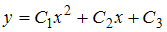 y = C₁x² + C₂x + C₃